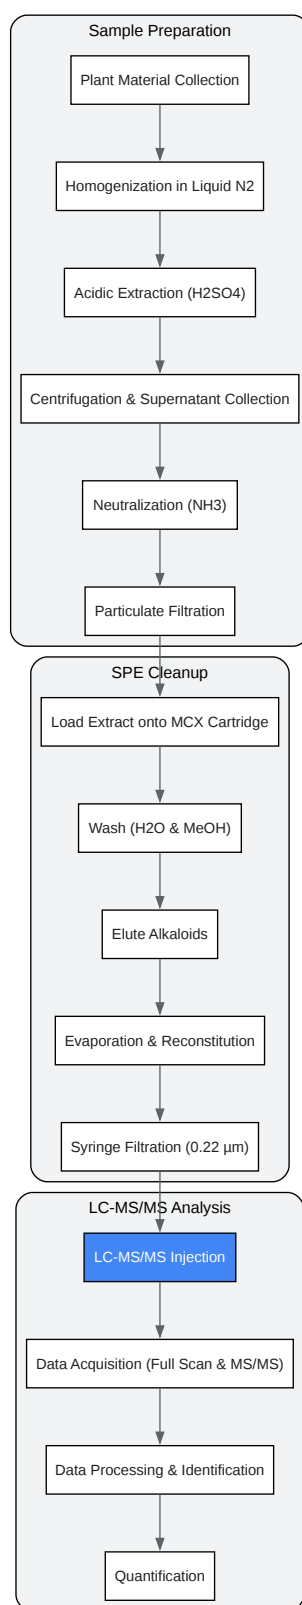 Sample Preparation
Plant Material Collection
Homogenization in Liquid N2
Acidic Extraction (H2SO4)
Centrifugation & Supernatant Collection
Neutralization (NH3)
Particulate Filtration
SPE Cleanup
Load Extract onto MCX Cartridge
Wash (H2O & MeOH)
Elute Alkaloids
Evaporation & Reconstitution
Syringe Filtration (0.22 µm)
LC-MS/MS Analysis
LC-MS/MS Injection
Data Acquisition (Full Scan & MS/MS)
Data Processing & Identification
Quantification